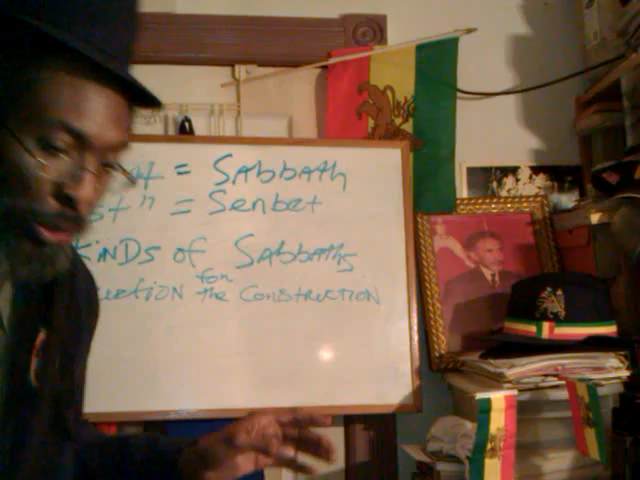 = Sabbath
= Senbet
KiNDs of Sabbaths
for the CONSTRUCTION